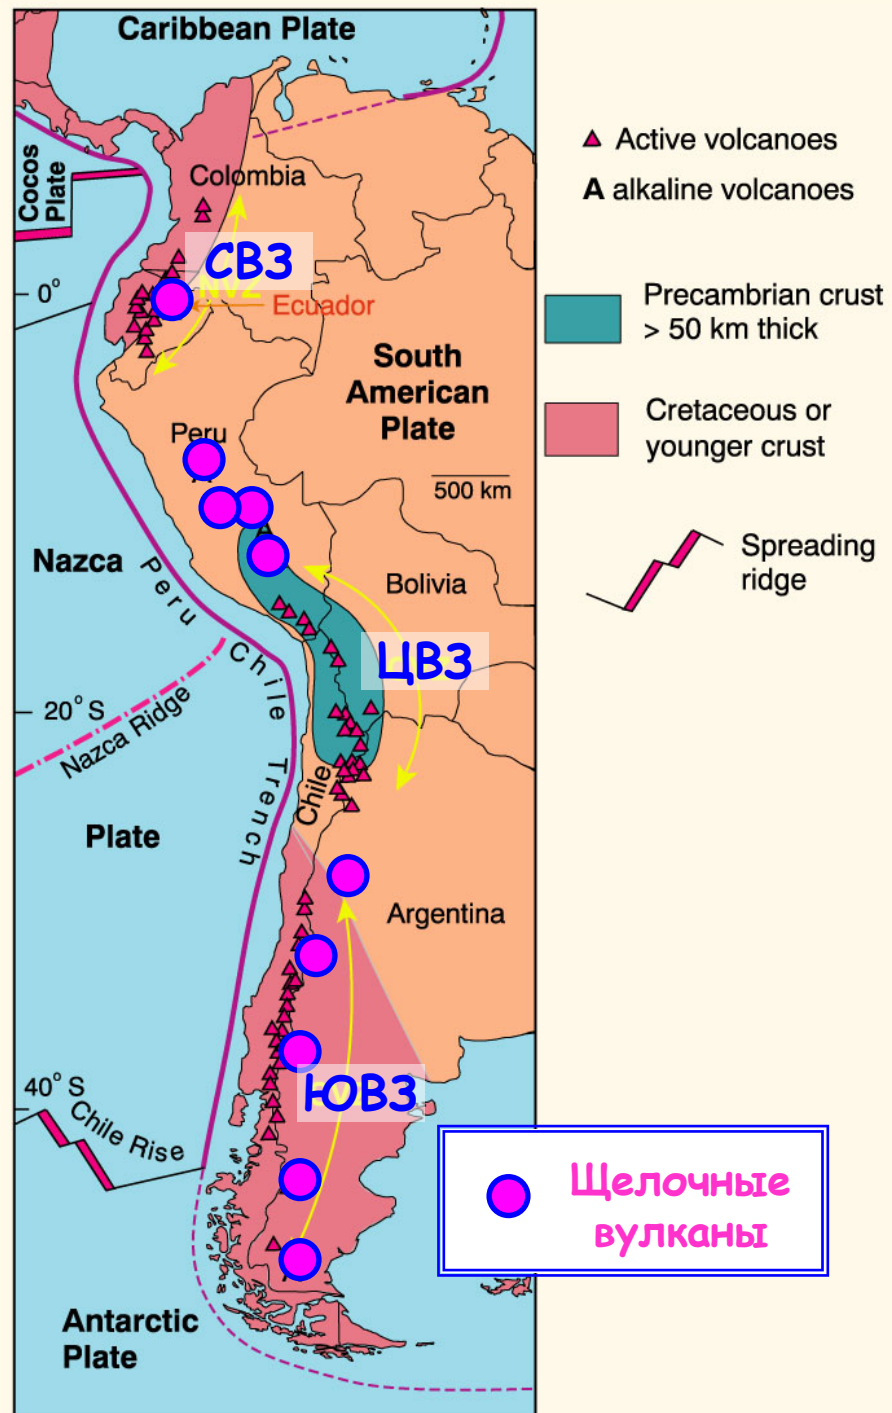 Caribbean Plate
Cocos
Plate
Colombia
СВЗ
0°
Ecuador
South
American
Plate
Peru
500 km
Nazca
Peru
Chile
Trench
Bolivia
ЦВЗ
20° S
Nazca Ridge
Chile
Plate
Argentina
40° S
Chile Rise
ЮВЗ
Antarctic
Plate
Active volcanoes
A alkaline volcanoes
Precambrian crust
> 50 km thick
Cretaceous or
younger crust
Spreading
ridge
Щелочные
вулканы